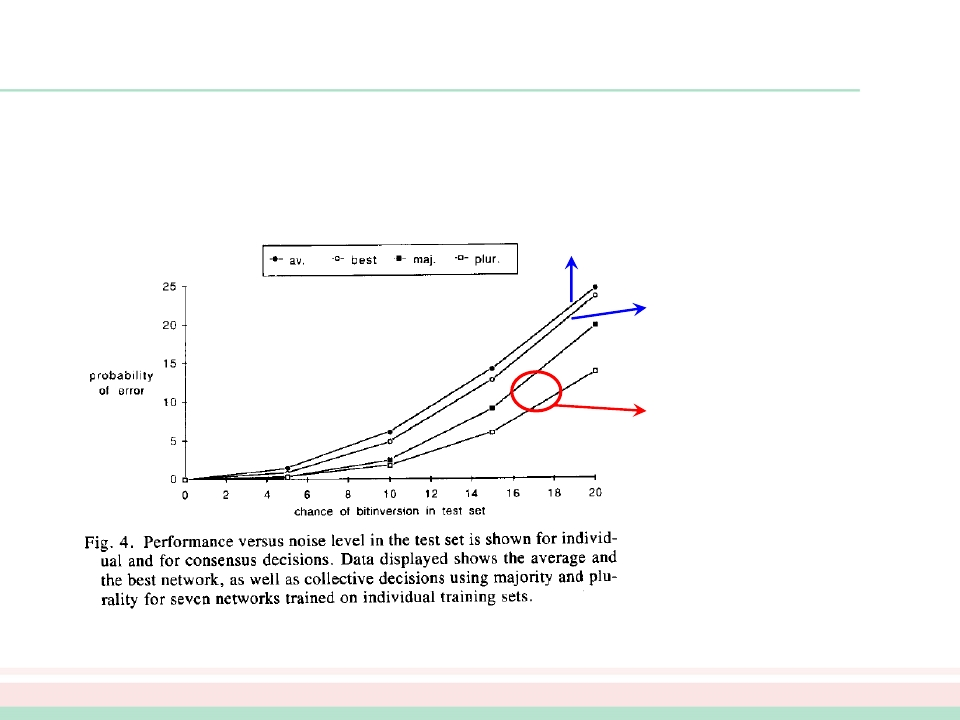 av. best maj. plur.
25
20
15
10
5
0
probability
of error
0 2 4 6 8 10 12 14 16 18 20
chance of bitinversion in test set
Fig. 4. Performance versus noise level in the test set is shown for individ-
ual and for consensus decisions. Data displayed shows the average and
the best network, as well as collective decisions using majority and plu-
rality for seven networks trained on individual training sets.